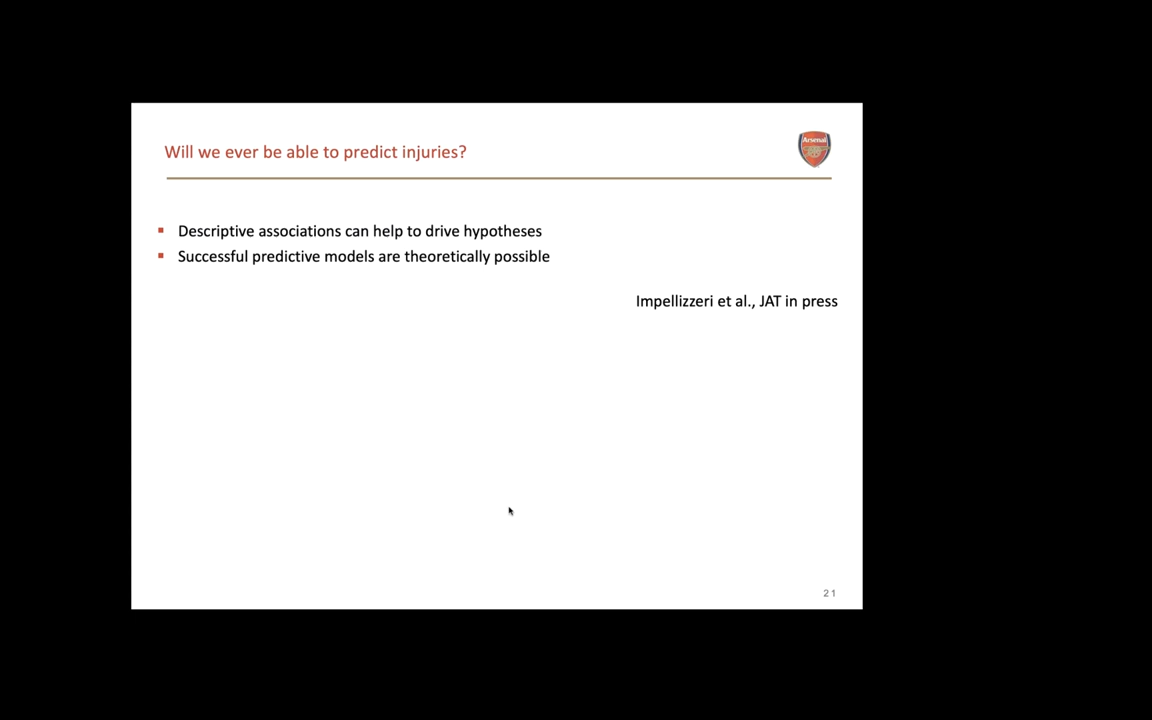 Will we ever be able to predict injuries?
Arsenal
▪ Descriptive associations can help to drive hypotheses
▪ Successful predictive models are theoretically possible
Impellizzeri et al., JAT in press
21